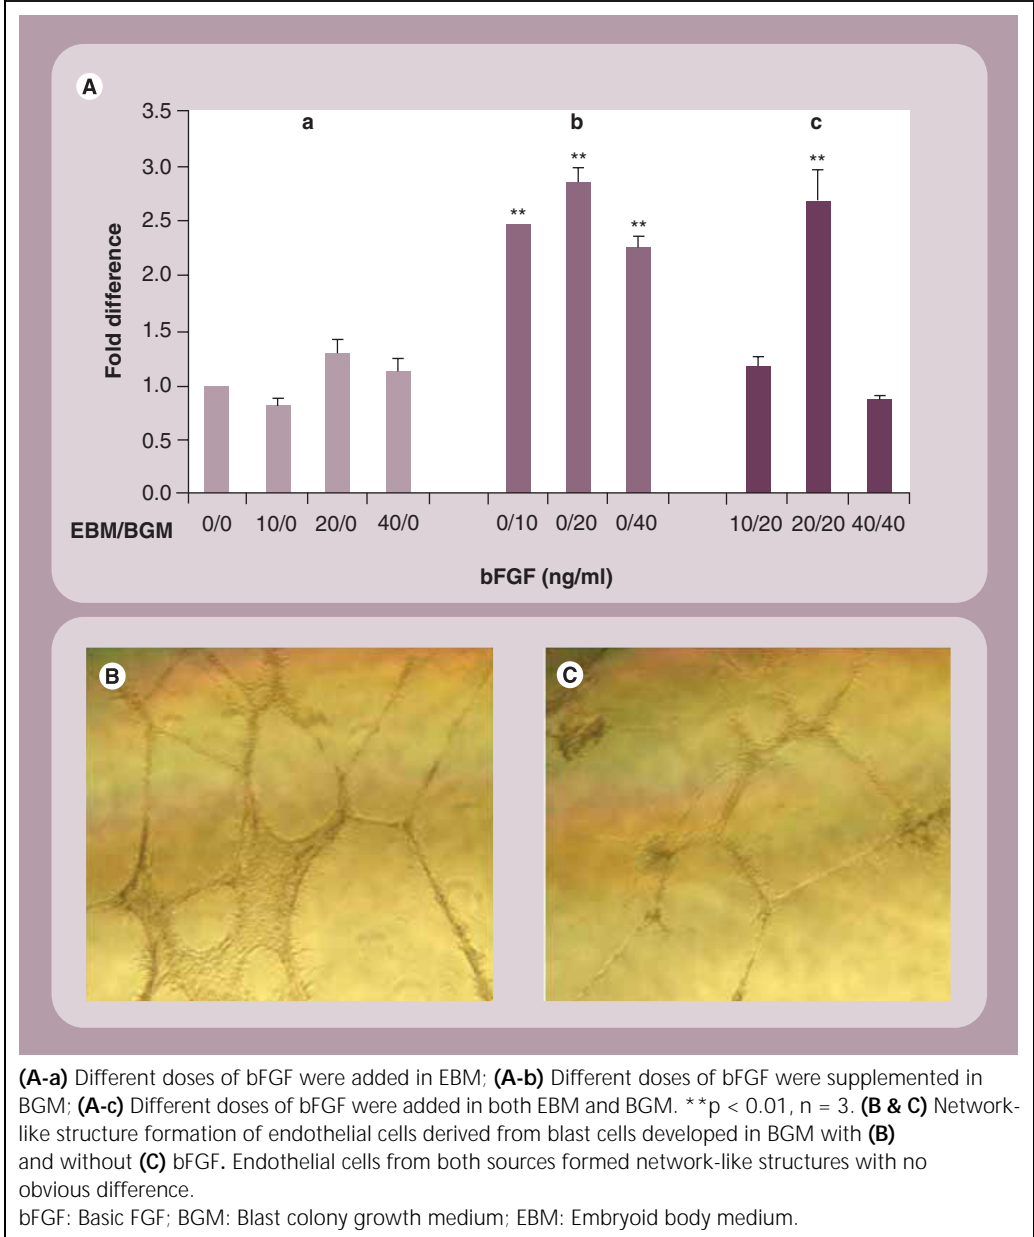 A
3.5
3.0
2.5
2.0
1.5
1.0
0.5
0.0
Fold difference
a
b
c
**
**
**
**
EBM/BGM
0/0 10/0 20/0 40/0 0/10 0/20 0/40 10/20 20/20 40/40
bFGF (ng/ml)
B
C
(A-a) Different doses of bFGF were added in EBM; (A-b) Different doses of bFGF were supplemented in
BGM; (A-c) Different doses of bFGF were added in both EBM and BGM. **p < 0.01, n = 3. (B & C) Network-
like structure formation of endothelial cells derived from blast cells developed in BGM with (B)
and without (C) bFGF. Endothelial cells from both sources formed network-like structures with no
obvious difference.
bFGF: Basic FGF; BGM: Blast colony growth medium; EBM: Embryoid body medium.